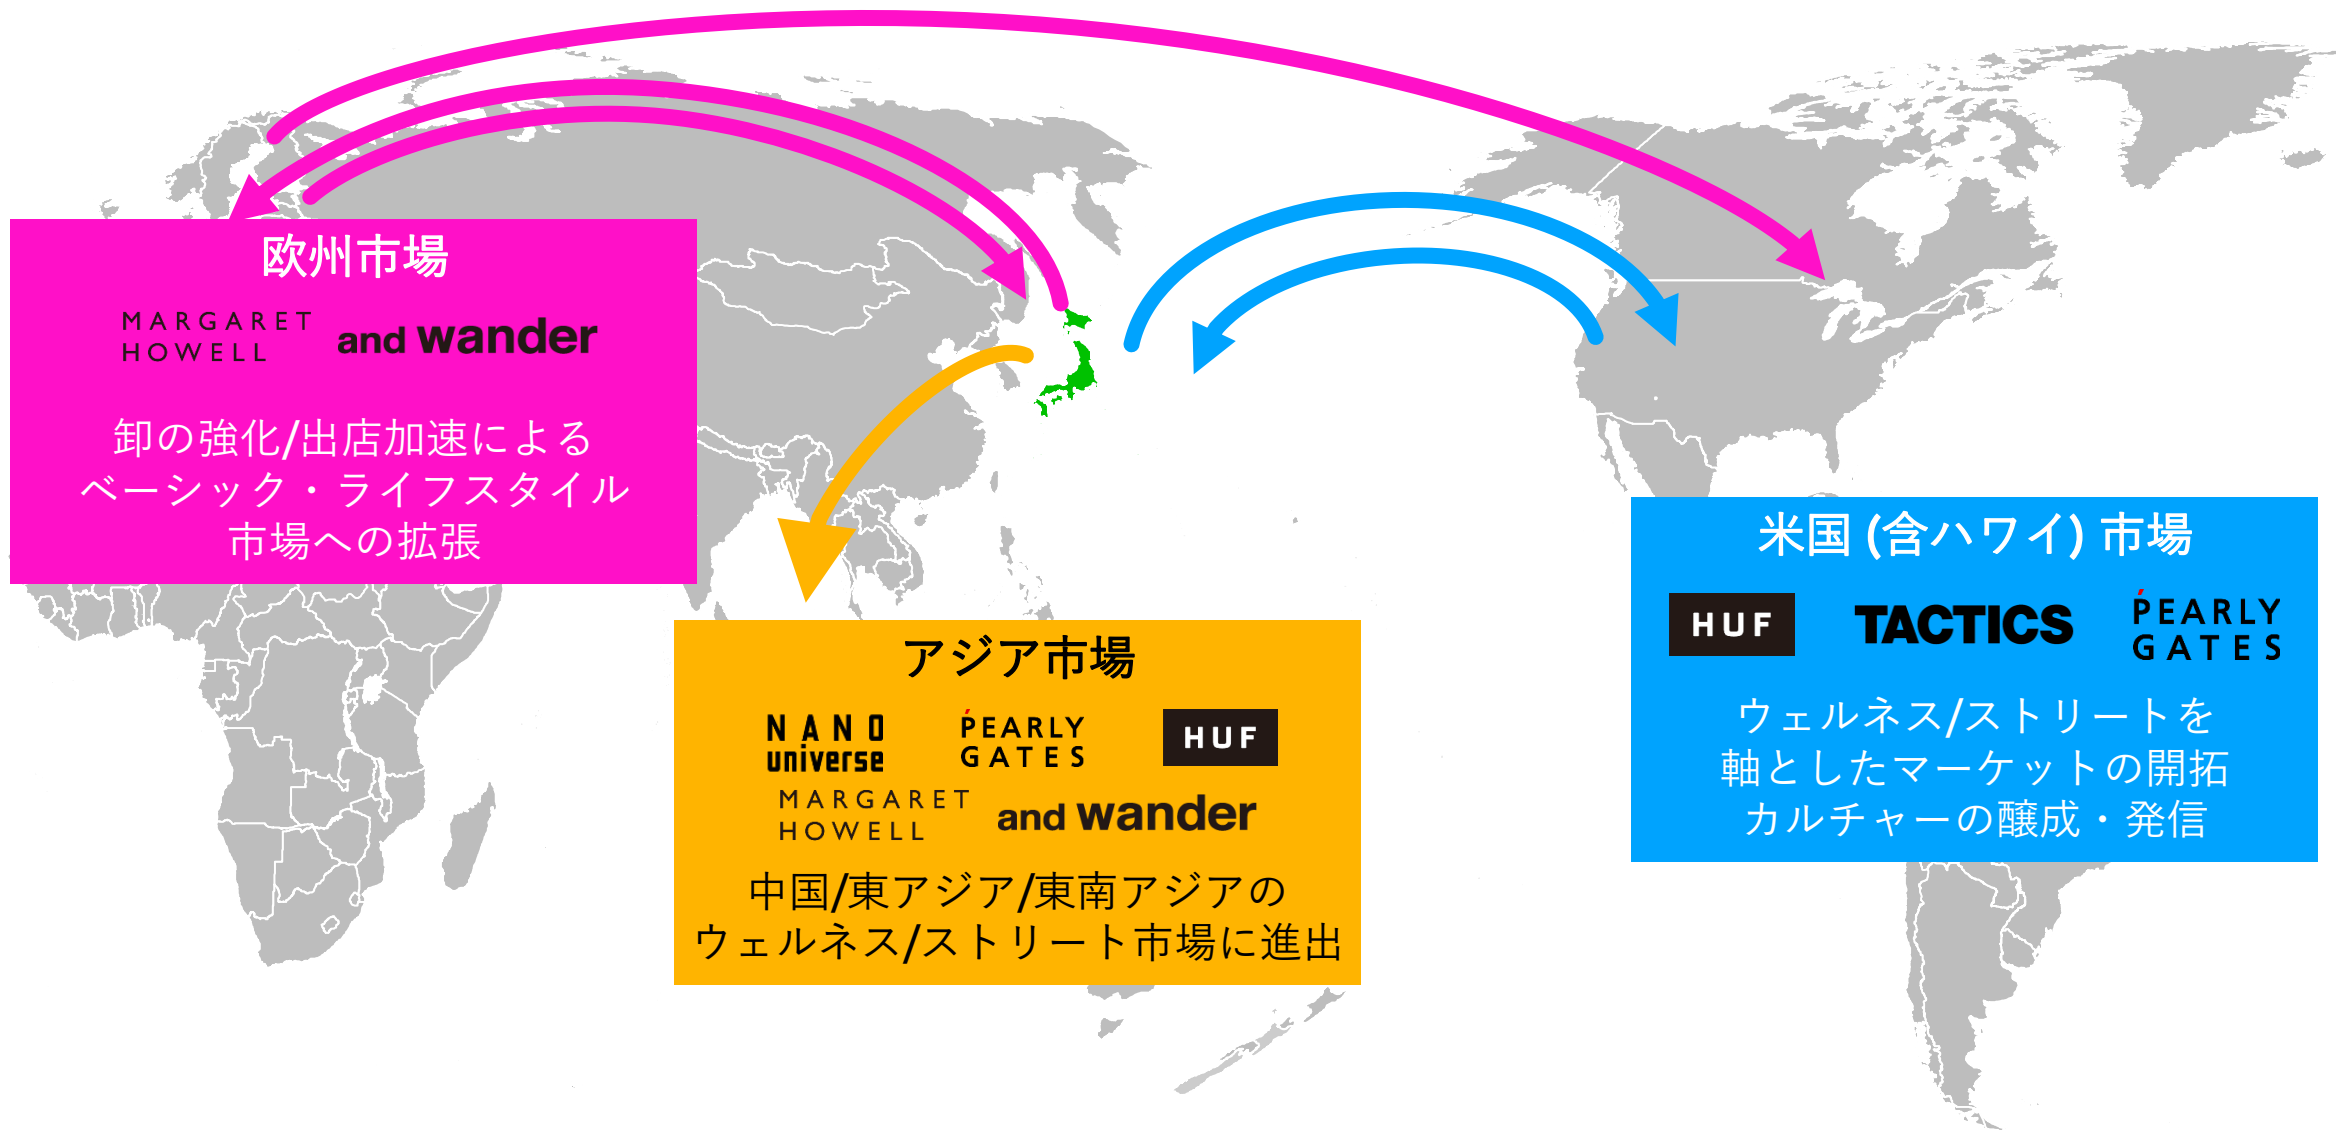 欧州市場
MARGARET
HOWELL
and wander
卸の強化/出店加速による
ベーシック・ライフスタイル
市場への拡張
アジア市場
NANO
universe
PEARLY
GATES
HUF
MARGARET
HOWELL
and wander
中国/東アジア/東南アジアの
ウェルネス/ストリート市場に進出
米国 (含ハワイ) 市場
HUF
TACTICS
PEARLY
GATES
ウェルネス/ストリートを
軸としたマーケットの開拓
カルチャーの醸成・発信